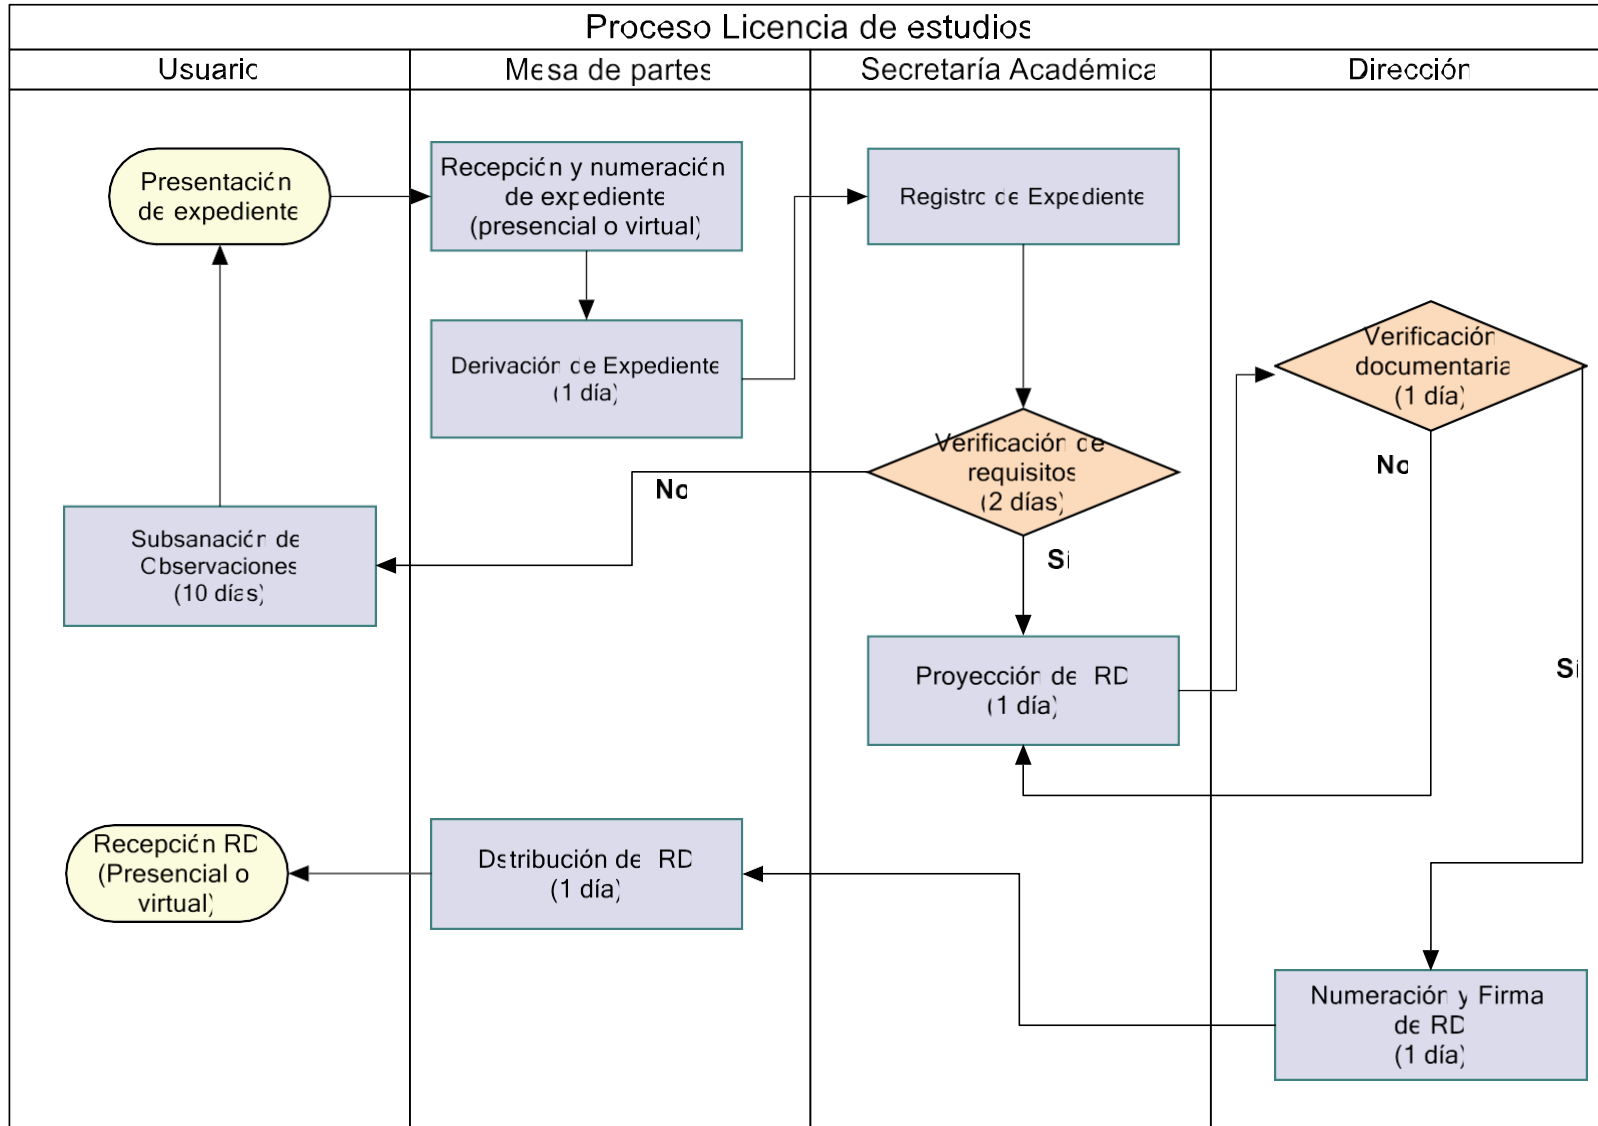 Proceso Licencia de estudios
Usuario
Mesa de partes
Secretaría Académica
Dirección
Presentación
de expediente
Recepción y numeración
de expediente
(presencial o virtual)
Registro de Expediente
Derivación de Expediente
(1 día)
Verificación
documentaria
(1 día)
No
Verificación de
requisitos
(2 días)
No
Si
Subsanación de
Observaciones
(10 días)
Proyección de RD
(1 día)
Si
Recepción RD
(Presencial o
virtual)
Dstribución de RD
(1 día)
Numeración y Firma
de RD
(1 día)